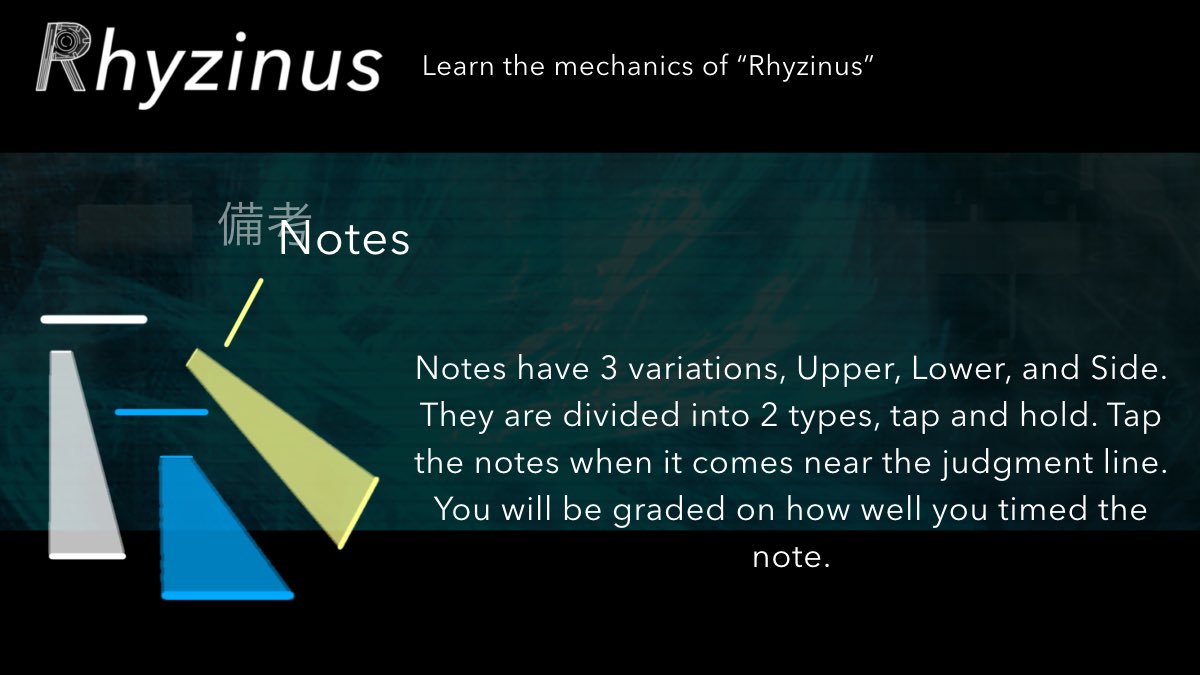 Rhyzinus
Learn the mechanics of “Rhyzinus”
備考
Notes
Notes have 3 variations, Upper, Lower, and Side.
They are divided into 2 types, tap and hold. Tap
the notes when it comes near the judgment line.
You will be graded on how well you timed the
note.